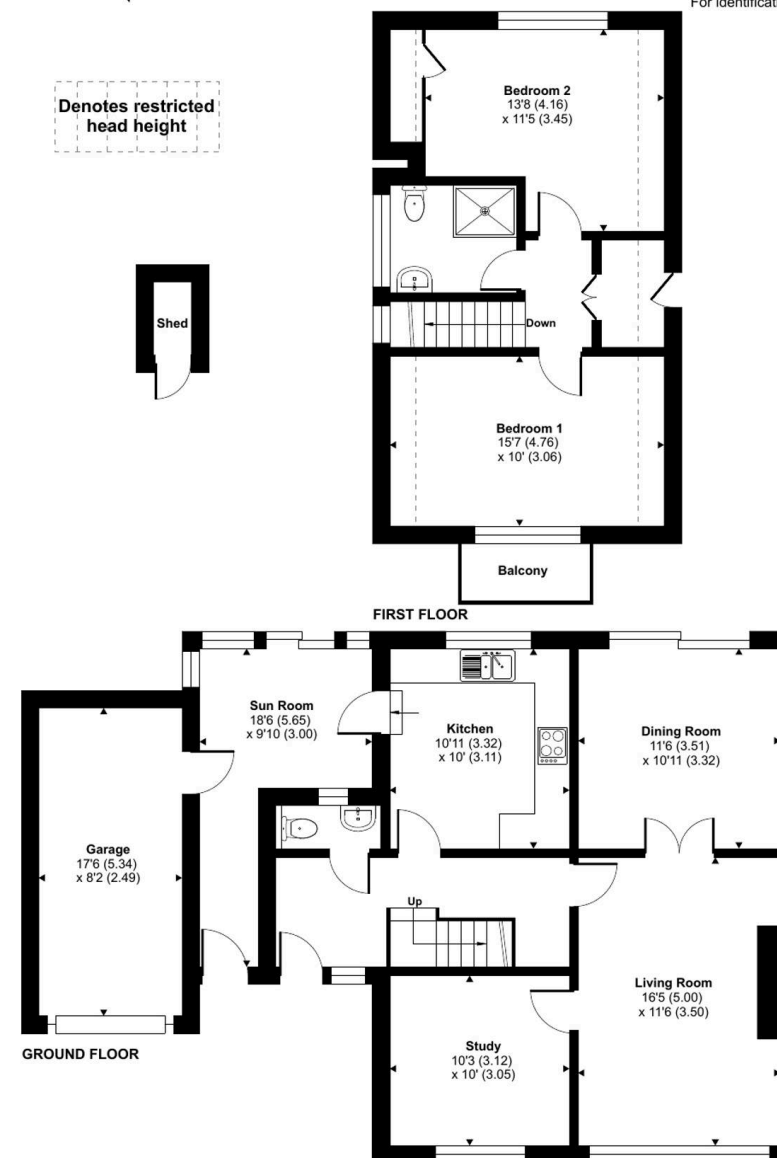 For identificati
Denotes restricted
head height
Bedroom 2
13'8 (4.16)
x 11'5 (3.45)
Shed
Down
Bedroom 1
15'7 (4.76)
x 10' (3.06)
Balcony
FIRST FLOOR
Sun Room
18'6 (5.65)
x 9'10 (3.00)
Kitchen
10'11 (3.32)
x 10' (3.11)
Dining Room
11'6 (3.51)
x 10'11 (3.32)
Garage
17'6 (5.34)
x 8'2 (2.49)
Up
Living Room
16'5 (5.00)
x 11'6 (3.50)
Study
10'3 (3.12)
x 10' (3.05)
GROUND FLOOR